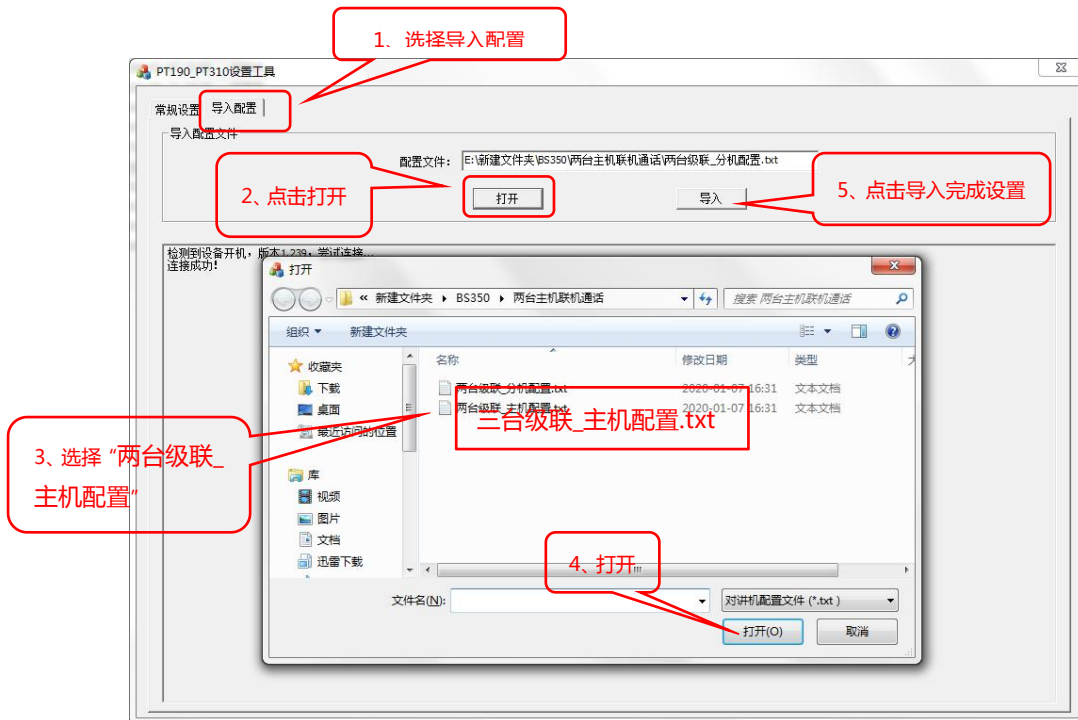 1、选择导入配置
PT190_PT310设置工具
常规设置 导入配置
导入配置文件
配置文件: E:\新建文件夹\BS350\两台主机联机通话\两台级联_分机配置.txt
2、点击打开
打开
导入
5、点击导入完成设置
检测到设备开机，版本1.239，尝试连接...
连接成功!
打开
« 新建文件夹 BS350 两台主机联机通话
搜索 两台主机联机通话
组织 新建文件夹
名称 修改日期 类型 大
收藏夹
下载
桌面
最近访问的位置
库
视频
图片
文档
迅雷下载
两台级联_分机配置.txt 2020-01-07 16:31 文本文档
两台级联_主机配置.txt 2020-01-07 16:31 文本文档
三台级联_主机配置.txt
3、选择 “两台级联_
主机配置”
4、打开
文件名(N): 对讲机配置文件 (*.txt )
打开(O) 取消